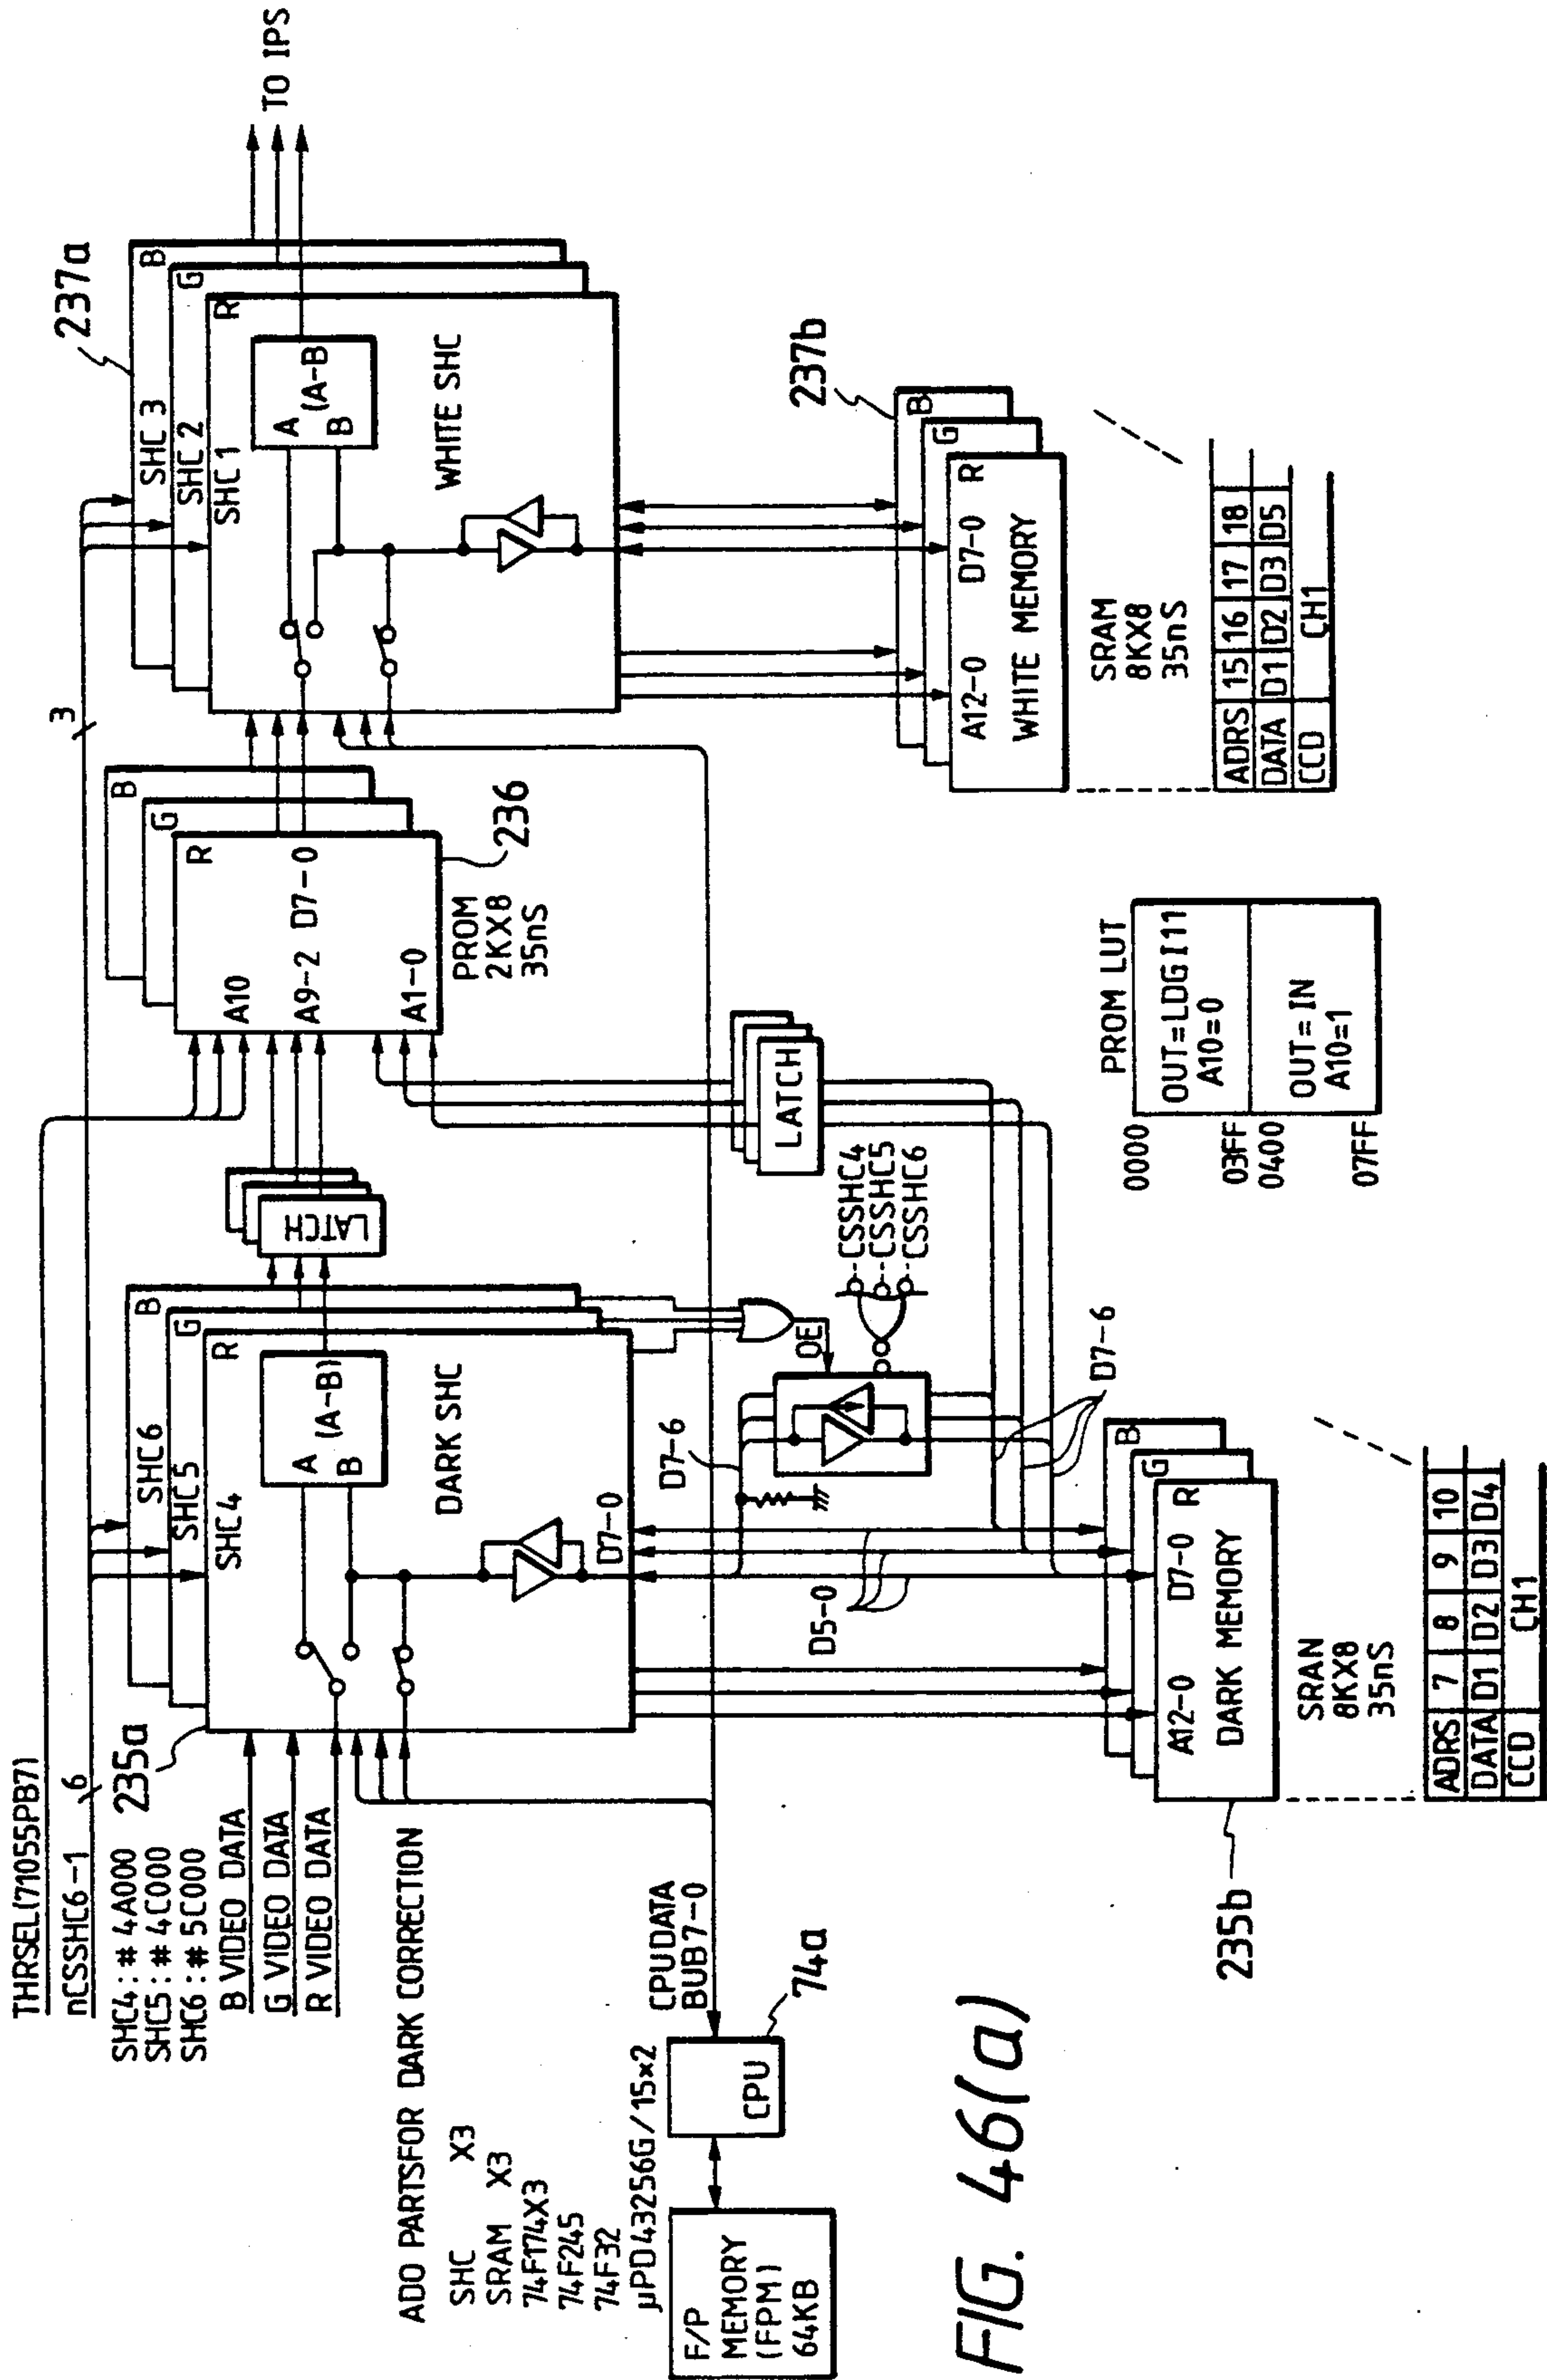 THRSEL(71055PB7)
nCSSHC6-1
6
3
SHC4:#4A000
SHC5:#4C000
SHC6:#5C000
235a
B VIDEO DATA
G VIDEO DATA
R VIDEO DATA
ADO PARTSFOR DARK CORRECTION
SHC X3
SRAM X3
74F174X3
74F245
74F32
μPD43256G/15×2
F/P
MEMORY
(FPM)
64KB
CPU
74a
CPU DATA
BUB7-0
SHC6
SHC5
SHC4
B
G
R
A
(A-B)
B
DARK SHC
D7-0
LATCH
D7-6
OE
CSSHC4
CSSHC5
CSSHC6
D5-0
D7-6
LATCH
A12-0
D7-0
R
G
B
DARK MEMORY
235b
SRAN
8KX8
35nS
ADRS 7 8 9 10
DATA D1 D2 D3 D4
CCD CH1
B
G
R
A10
A9-2
D7-0
A1-0
236
PROM
2KX8
35nS
PROM LUT
0000
OUT=LDGI11
A10=0
03FF
0400
OUT=IN
A10=1
07FF
237a
SHC 3
SHC 2
SHC1
B
G
R
A
(A-B)
B
WHITE SHC
TO IPS
237b
B
G
R
A12-0
D7-0
WHITE MEMORY
SRAM
8KX8
35nS
ADRS 15 16 17 18
DATA D1 D2 D3 D5
CCD CH1
FIG. 46(a)